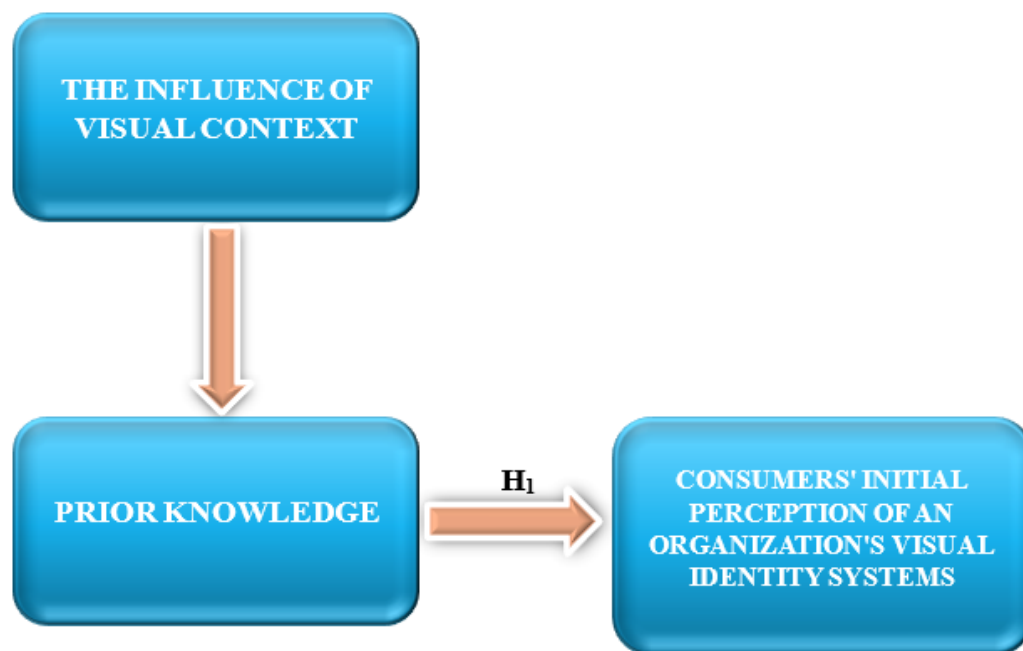 THE INFLUENCE OF
VISUAL CONTEXT
PRIOR KNOWLEDGE
H₁
CONSUMERS' INITIAL
PERCEPTION OF AN
ORGANIZATION'S VISUAL
IDENTITY SYSTEMS